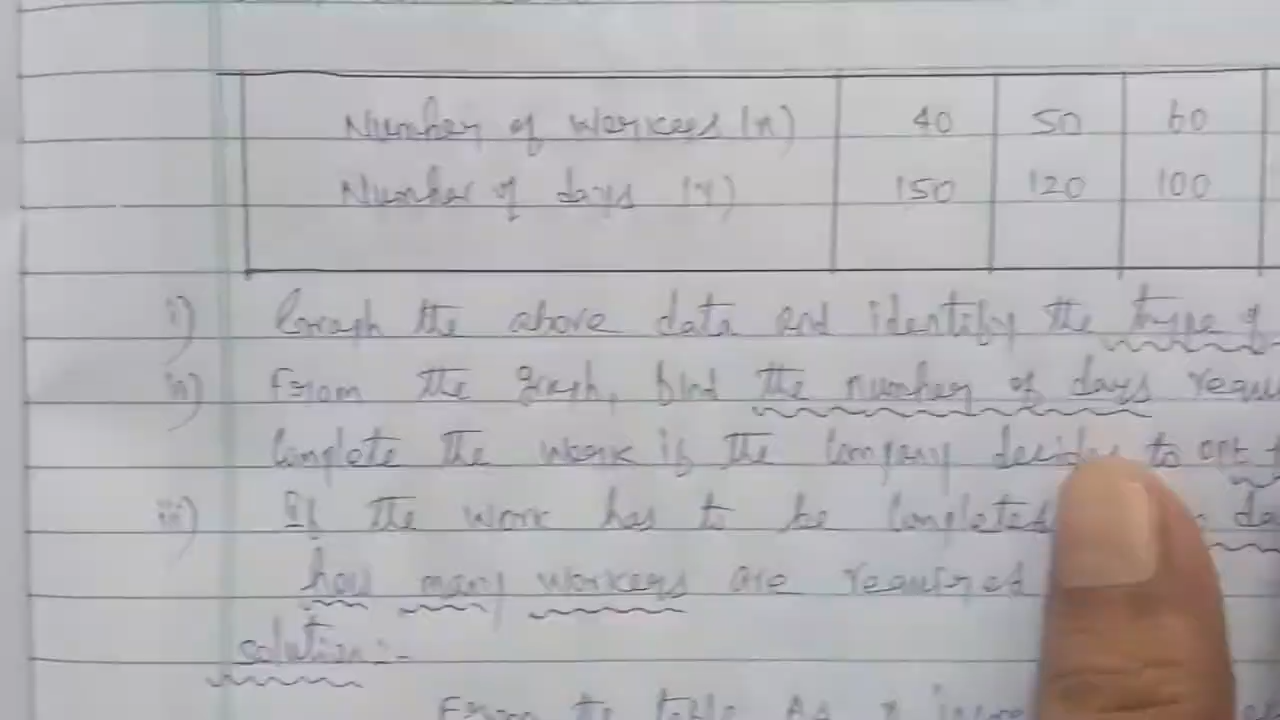 Number of workers (x) 40 50 60
Number of days (y) 150 120 100
i) Graph the above data and identify the type of
ii) From the graph, find the number of days
Complete the work if the company decides to opt
iii) If the work has to be completed
how many workers are required
solution:-
From the table As x